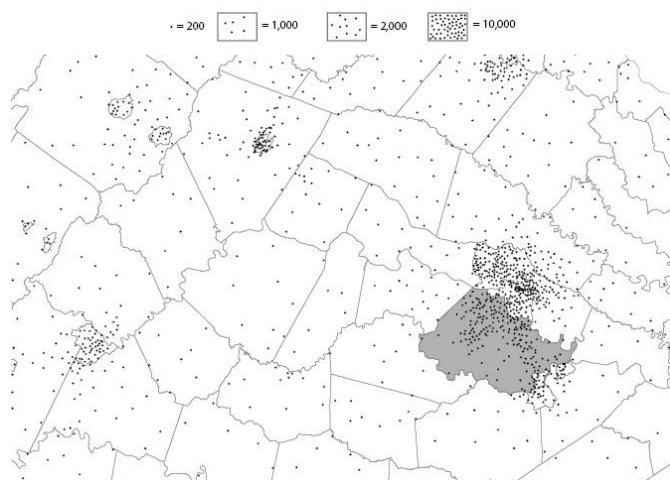 = 200 = 1,000 = 2,000 = 10,000